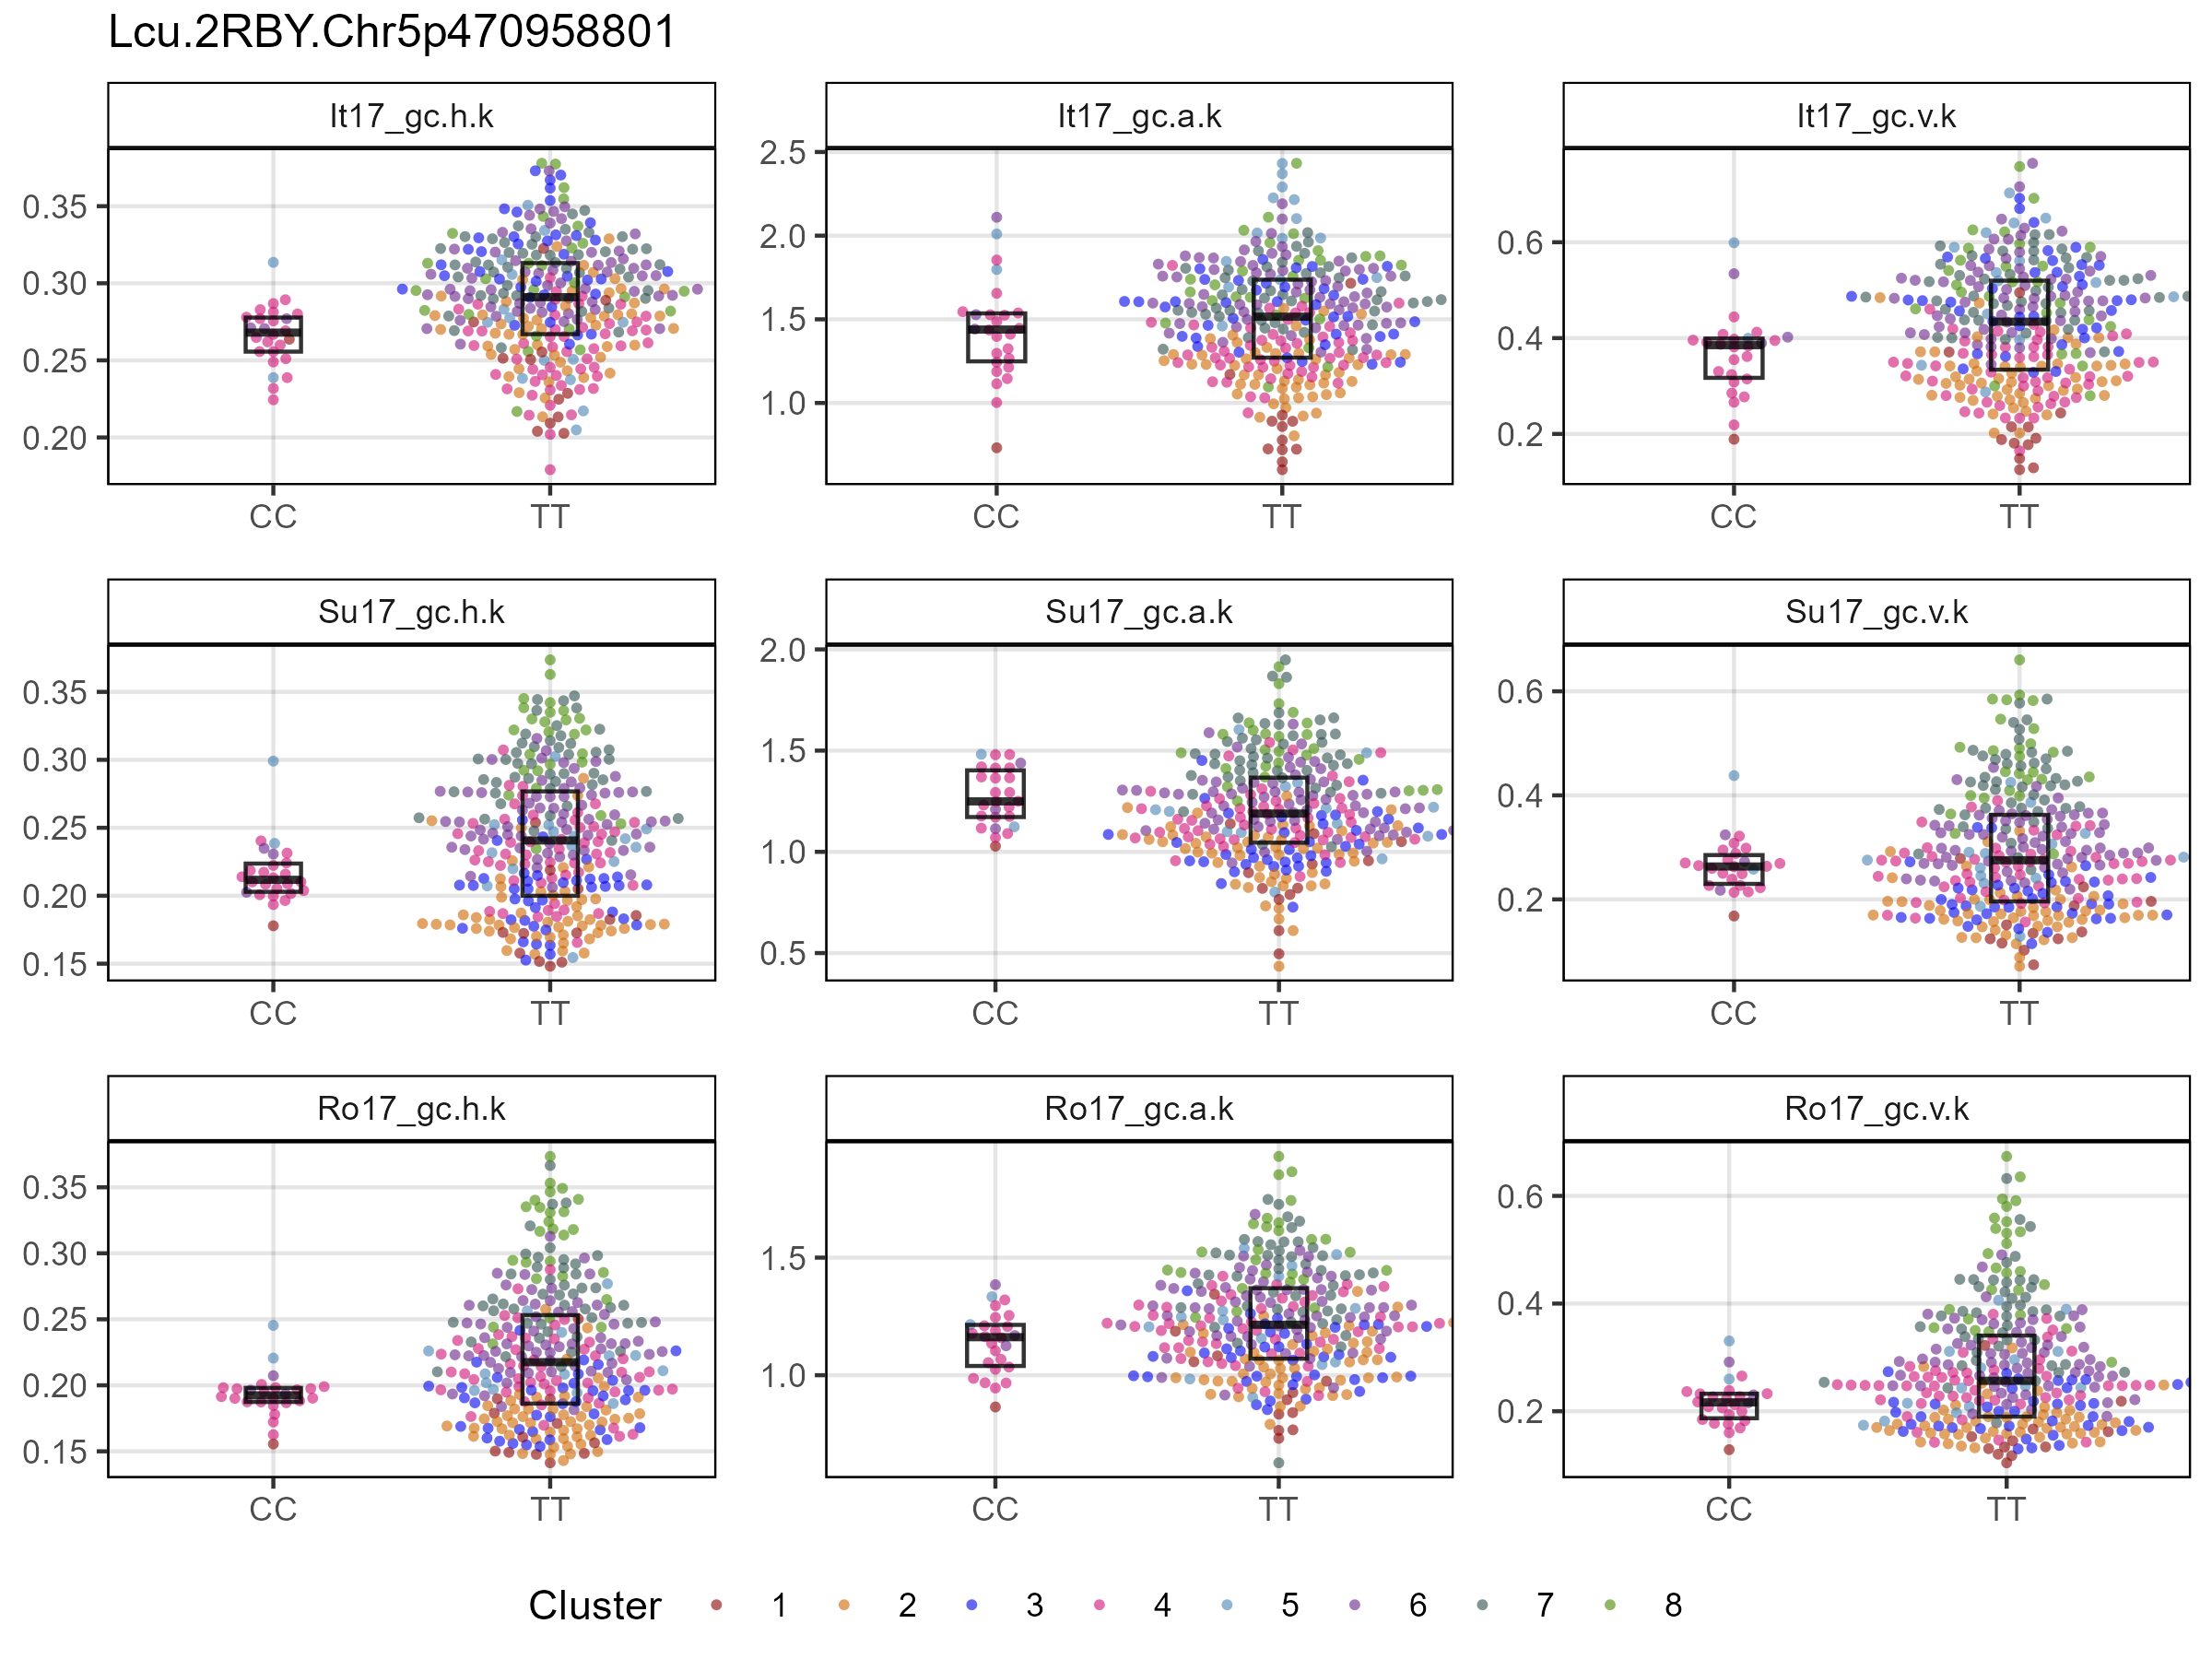 Lcu.2RBY.Chr5p470958801
It17_gc.h.k
It17_gc.a.k
It17_gc.v.k
0.35
0.30
0.25
0.20
CC
TT
2.5
2.0
1.5
1.0
CC
TT
0.6
0.4
0.2
CC
TT
Su17_gc.h.k
Su17_gc.a.k
Su17_gc.v.k
0.35
0.30
0.25
0.20
0.15
CC
TT
2.0
1.5
1.0
0.5
CC
TT
0.6
0.4
0.2
CC
TT
Ro17_gc.h.k
Ro17_gc.a.k
Ro17_gc.v.k
0.35
0.30
0.25
0.20
0.15
CC
TT
1.5
1.0
CC
TT
0.6
0.4
0.2
CC
TT
Cluster 1 2 3 4 5 6 7 8